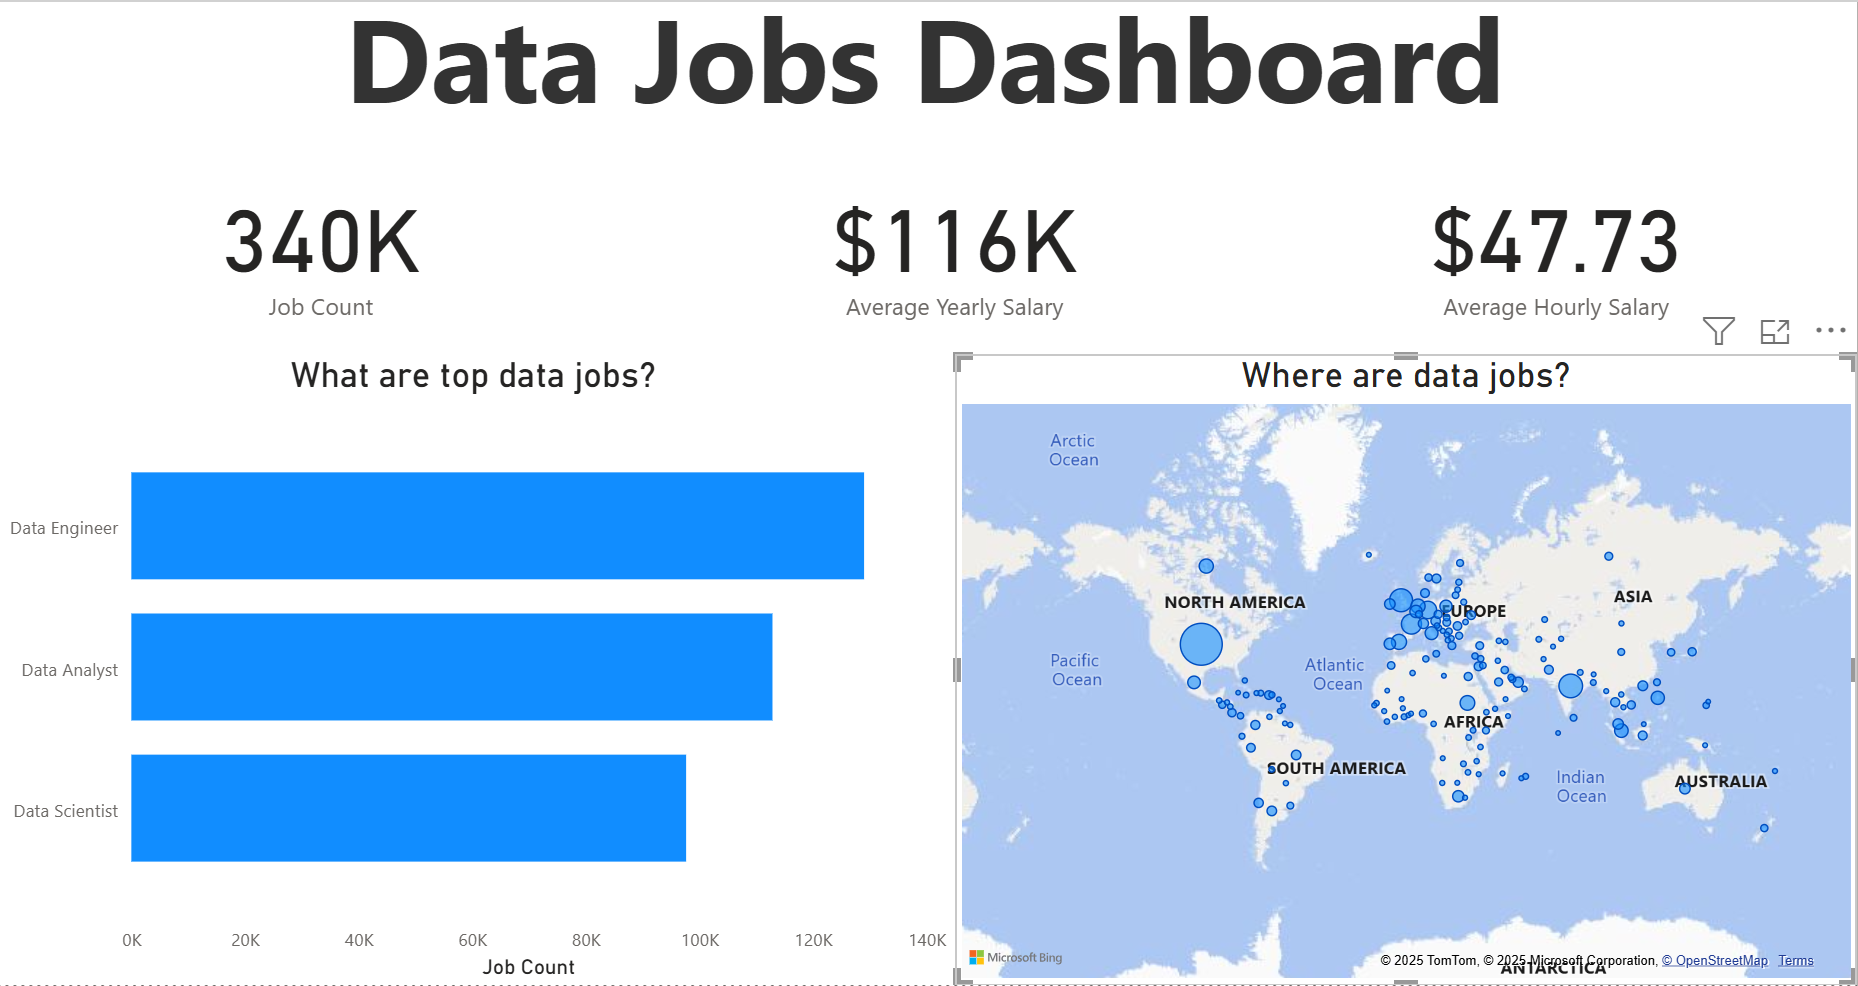 Data Jobs Dashboard
340K
Job Count
$116K
Average Yearly Salary
$47.73
Average Hourly Salary
What are top data jobs?
Data Engineer
Data Analyst
Data Scientist
0K
20K
40K
60K
80K
100K
120K
140K
Job Count
Where are data jobs?
Arctic
Ocean
NORTH AMERICA
EUROPE
ASIA
Pacific
Ocean
Atlantic
Ocean
AFRICA
SOUTH AMERICA
Indian
Ocean
AUSTRALIA
ANTARCTICA
Microsoft Bing
© 2025 TomTom, © 2025 Microsoft Corporation, © OpenStreetMap Terms